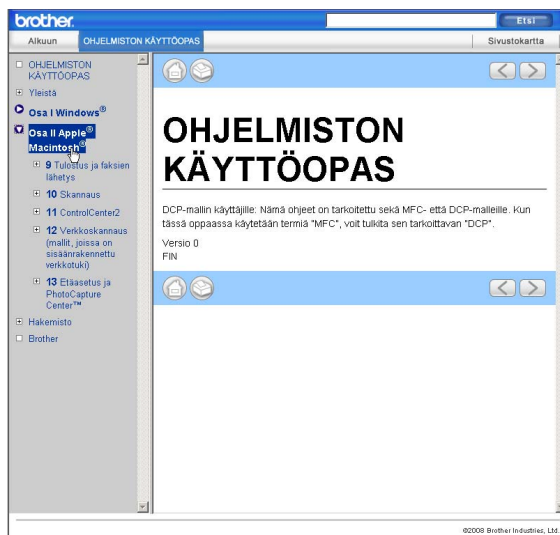 brother.
Etsi
Alkuun
OHJELMISTON KÄYTTÖOPAS
Sivustokartta
OHJELMISTON
KÄYTTÖOPAS
Yleistä
Osa I Windows®
Osa II Apple®
Macintosh®
9 Tulostus ja faksien
lähetys
10 Skannaus
11 ControlCenter2
12 Verkkoskannaus
(mallit, joissa on
sisäänrakennettu
verkkotuki)
13 Etäasetus ja
PhotoCapture
Center™
Hakemisto
Brother
OHJELMISTON
KÄYTTÖOPAS
DCP-mallin käyttäjille: Nämä ohjeet on tarkoitettu sekä MFC- että DCP-malleille. Kun
tässä oppaassa käytetään termiä "MFC", voit tulkita sen tarkoittavan "DCP".
Versio 0
FIN
©2008 Brother Industries, Ltd.